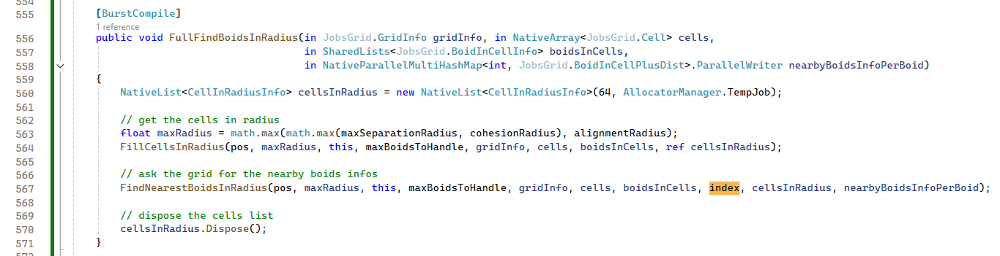 554
555 [BurstCompile]
1 reference
556 public void FullFindBoidsInRadius(in JobsGrid.GridInfo gridInfo, in NativeArray<JobsGrid.Cell> cells,
557 in SharedLists<JobsGrid.BoidInCellInfo> boidsInCells,
558 in NativeParallelMultiHashMap<int, JobsGrid.BoidInCellPlusDist>.ParallelWriter nearbyBoidsInfoPerBoid)
559 {
560 NativeList<CellInRadiusInfo> cellsInRadius = new NativeList<CellInRadiusInfo>(64, AllocatorManager.TempJob);
561
562 // get the cells in radius
563 float maxRadius = math.max(math.max(maxSeparationRadius, cohesionRadius), alignmentRadius);
564 FillCellsInRadius(pos, maxRadius, this, maxBoidsToHandle, gridInfo, cells, boidsInCells, ref cellsInRadius);
565
566 // ask the grid for the nearby boids infos
567 FindNearestBoidsInRadius(pos, maxRadius, this, maxBoidsToHandle, gridInfo, cells, boidsInCells, index, cellsInRadius, nearbyBoidsInfoPerBoid);
568
569 // dispose the cells list
570 cellsInRadius.Dispose();
571 }
572